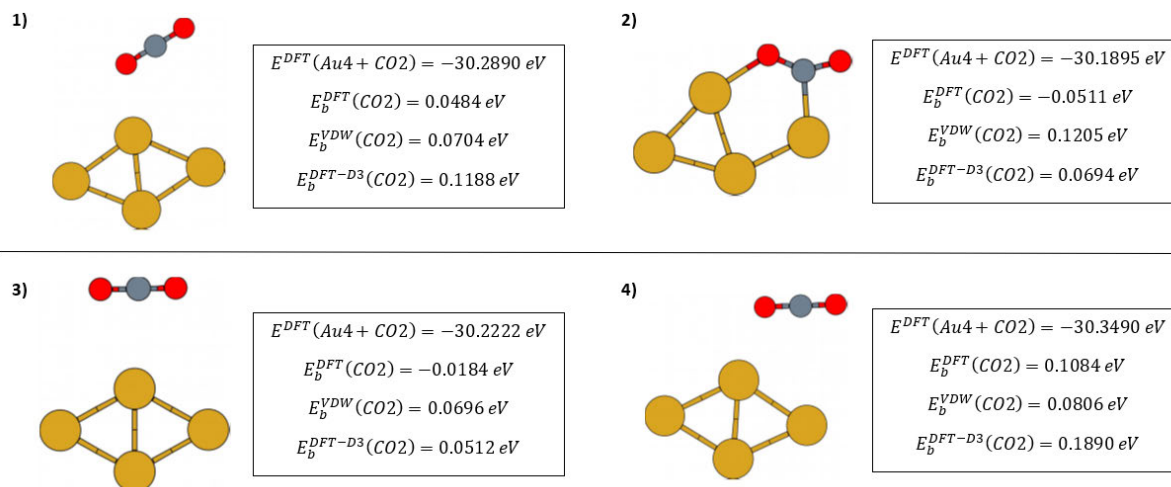 1)
E^{DFT}(Au4 + CO2) = −30.2890 eV
E_b^{DFT}(CO2) = 0.0484 eV
E_b^{VDW}(CO2) = 0.0704 eV
E_b^{DFT−D3}(CO2) = 0.1188 eV
2)
E^{DFT}(Au4 + CO2) = −30.1895 eV
E_b^{DFT}(CO2) = −0.0511 eV
E_b^{VDW}(CO2) = 0.1205 eV
E_b^{DFT−D3}(CO2) = 0.0694 eV
3)
E^{DFT}(Au4 + CO2) = −30.2222 eV
E_b^{DFT}(CO2) = −0.0184 eV
E_b^{VDW}(CO2) = 0.0696 eV
E_b^{DFT−D3}(CO2) = 0.0512 eV
4)
E^{DFT}(Au4 + CO2) = −30.3490 eV
E_b^{DFT}(CO2) = 0.1084 eV
E_b^{VDW}(CO2) = 0.0806 eV
E_b^{DFT−D3}(CO2) = 0.1890 eV